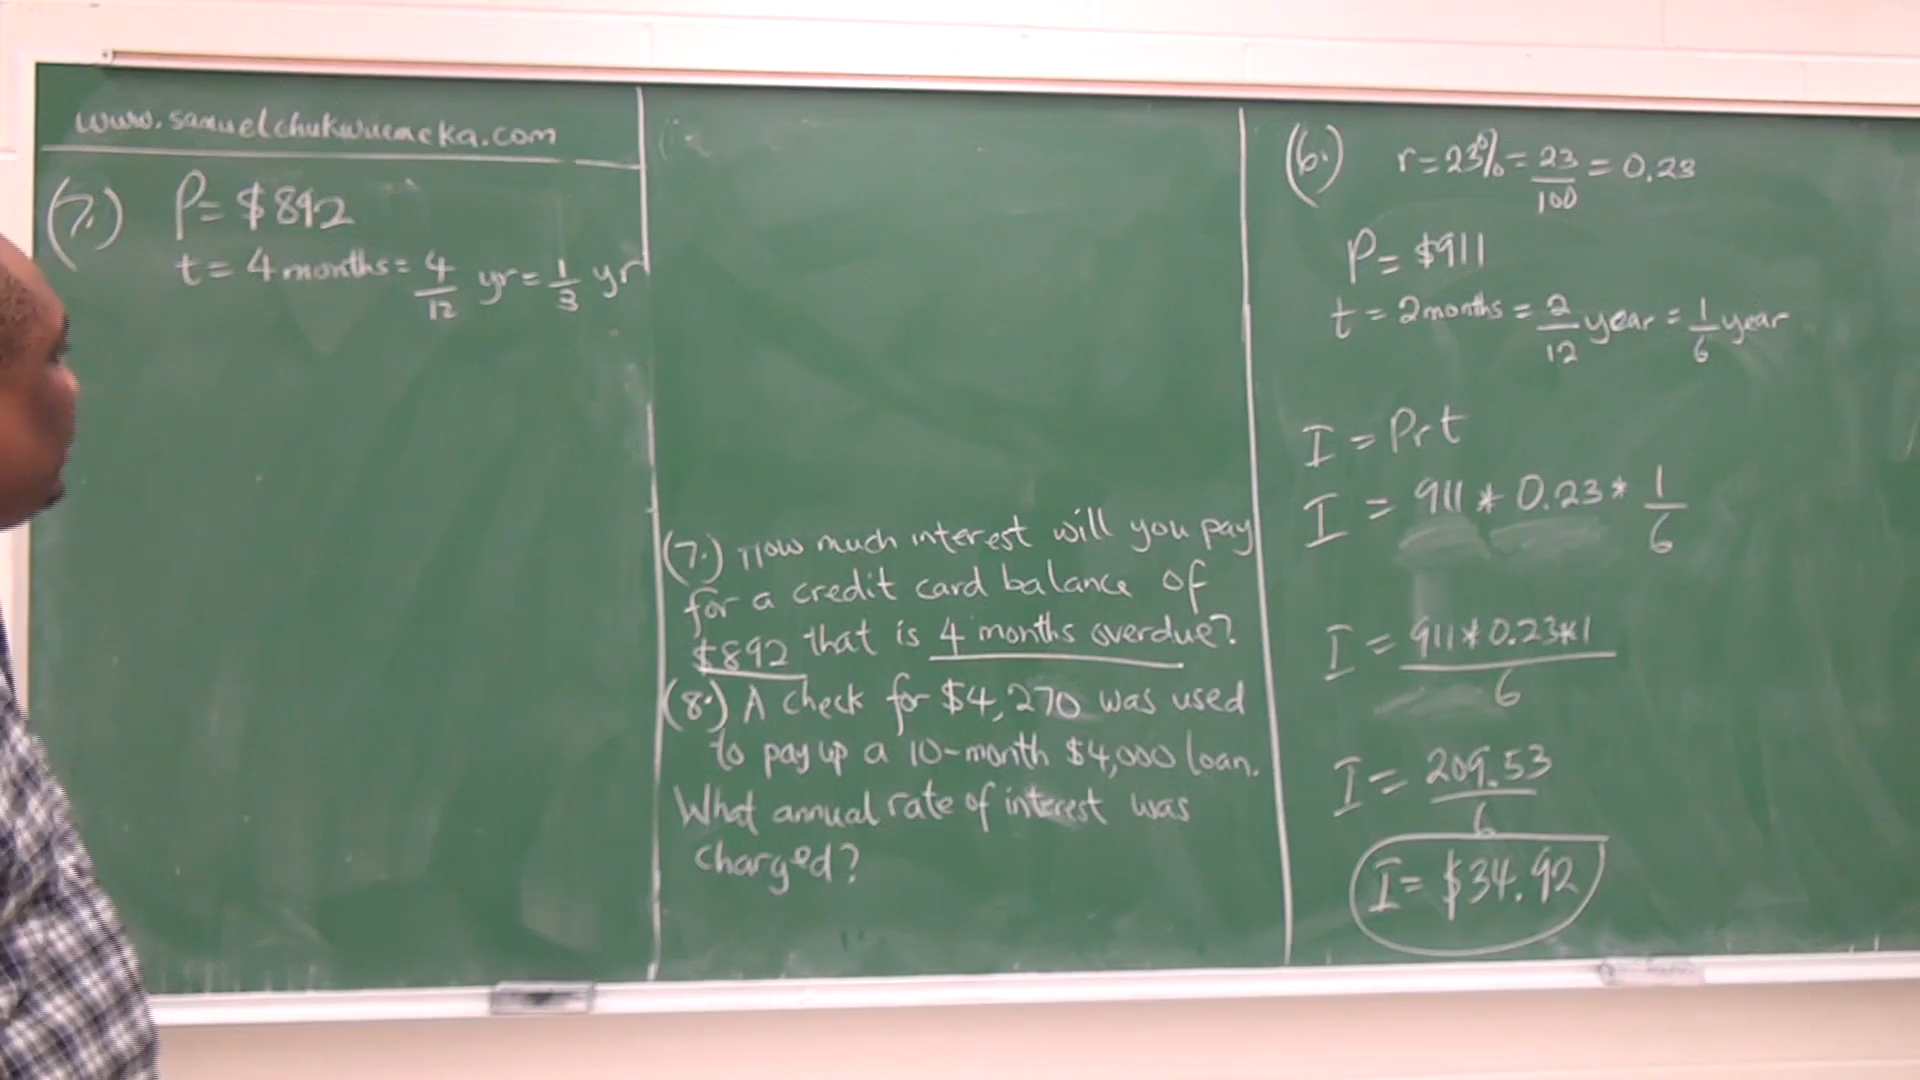 www.samuelchukwuemeka.com
(7.) P = $892
t = 4 months = 4/12 yr = 1/3 yr
(7.) How much interest will you pay
for a credit card balance of
$892 that is 4 months overdue?
(8.) A check for $4,270 was used
to pay up a 10-month $4,000 loan.
What annual rate of interest was
charged?
(6.) r = 23% = 23/100 = 0.23
P = $911
t = 2 months = 2/12 year = 1/6 year
I = Prt
I = 911 * 0.23 * 1/6
I = 911 * 0.23 * 1 / 6
I = 209.53 / 6
I = $34.92